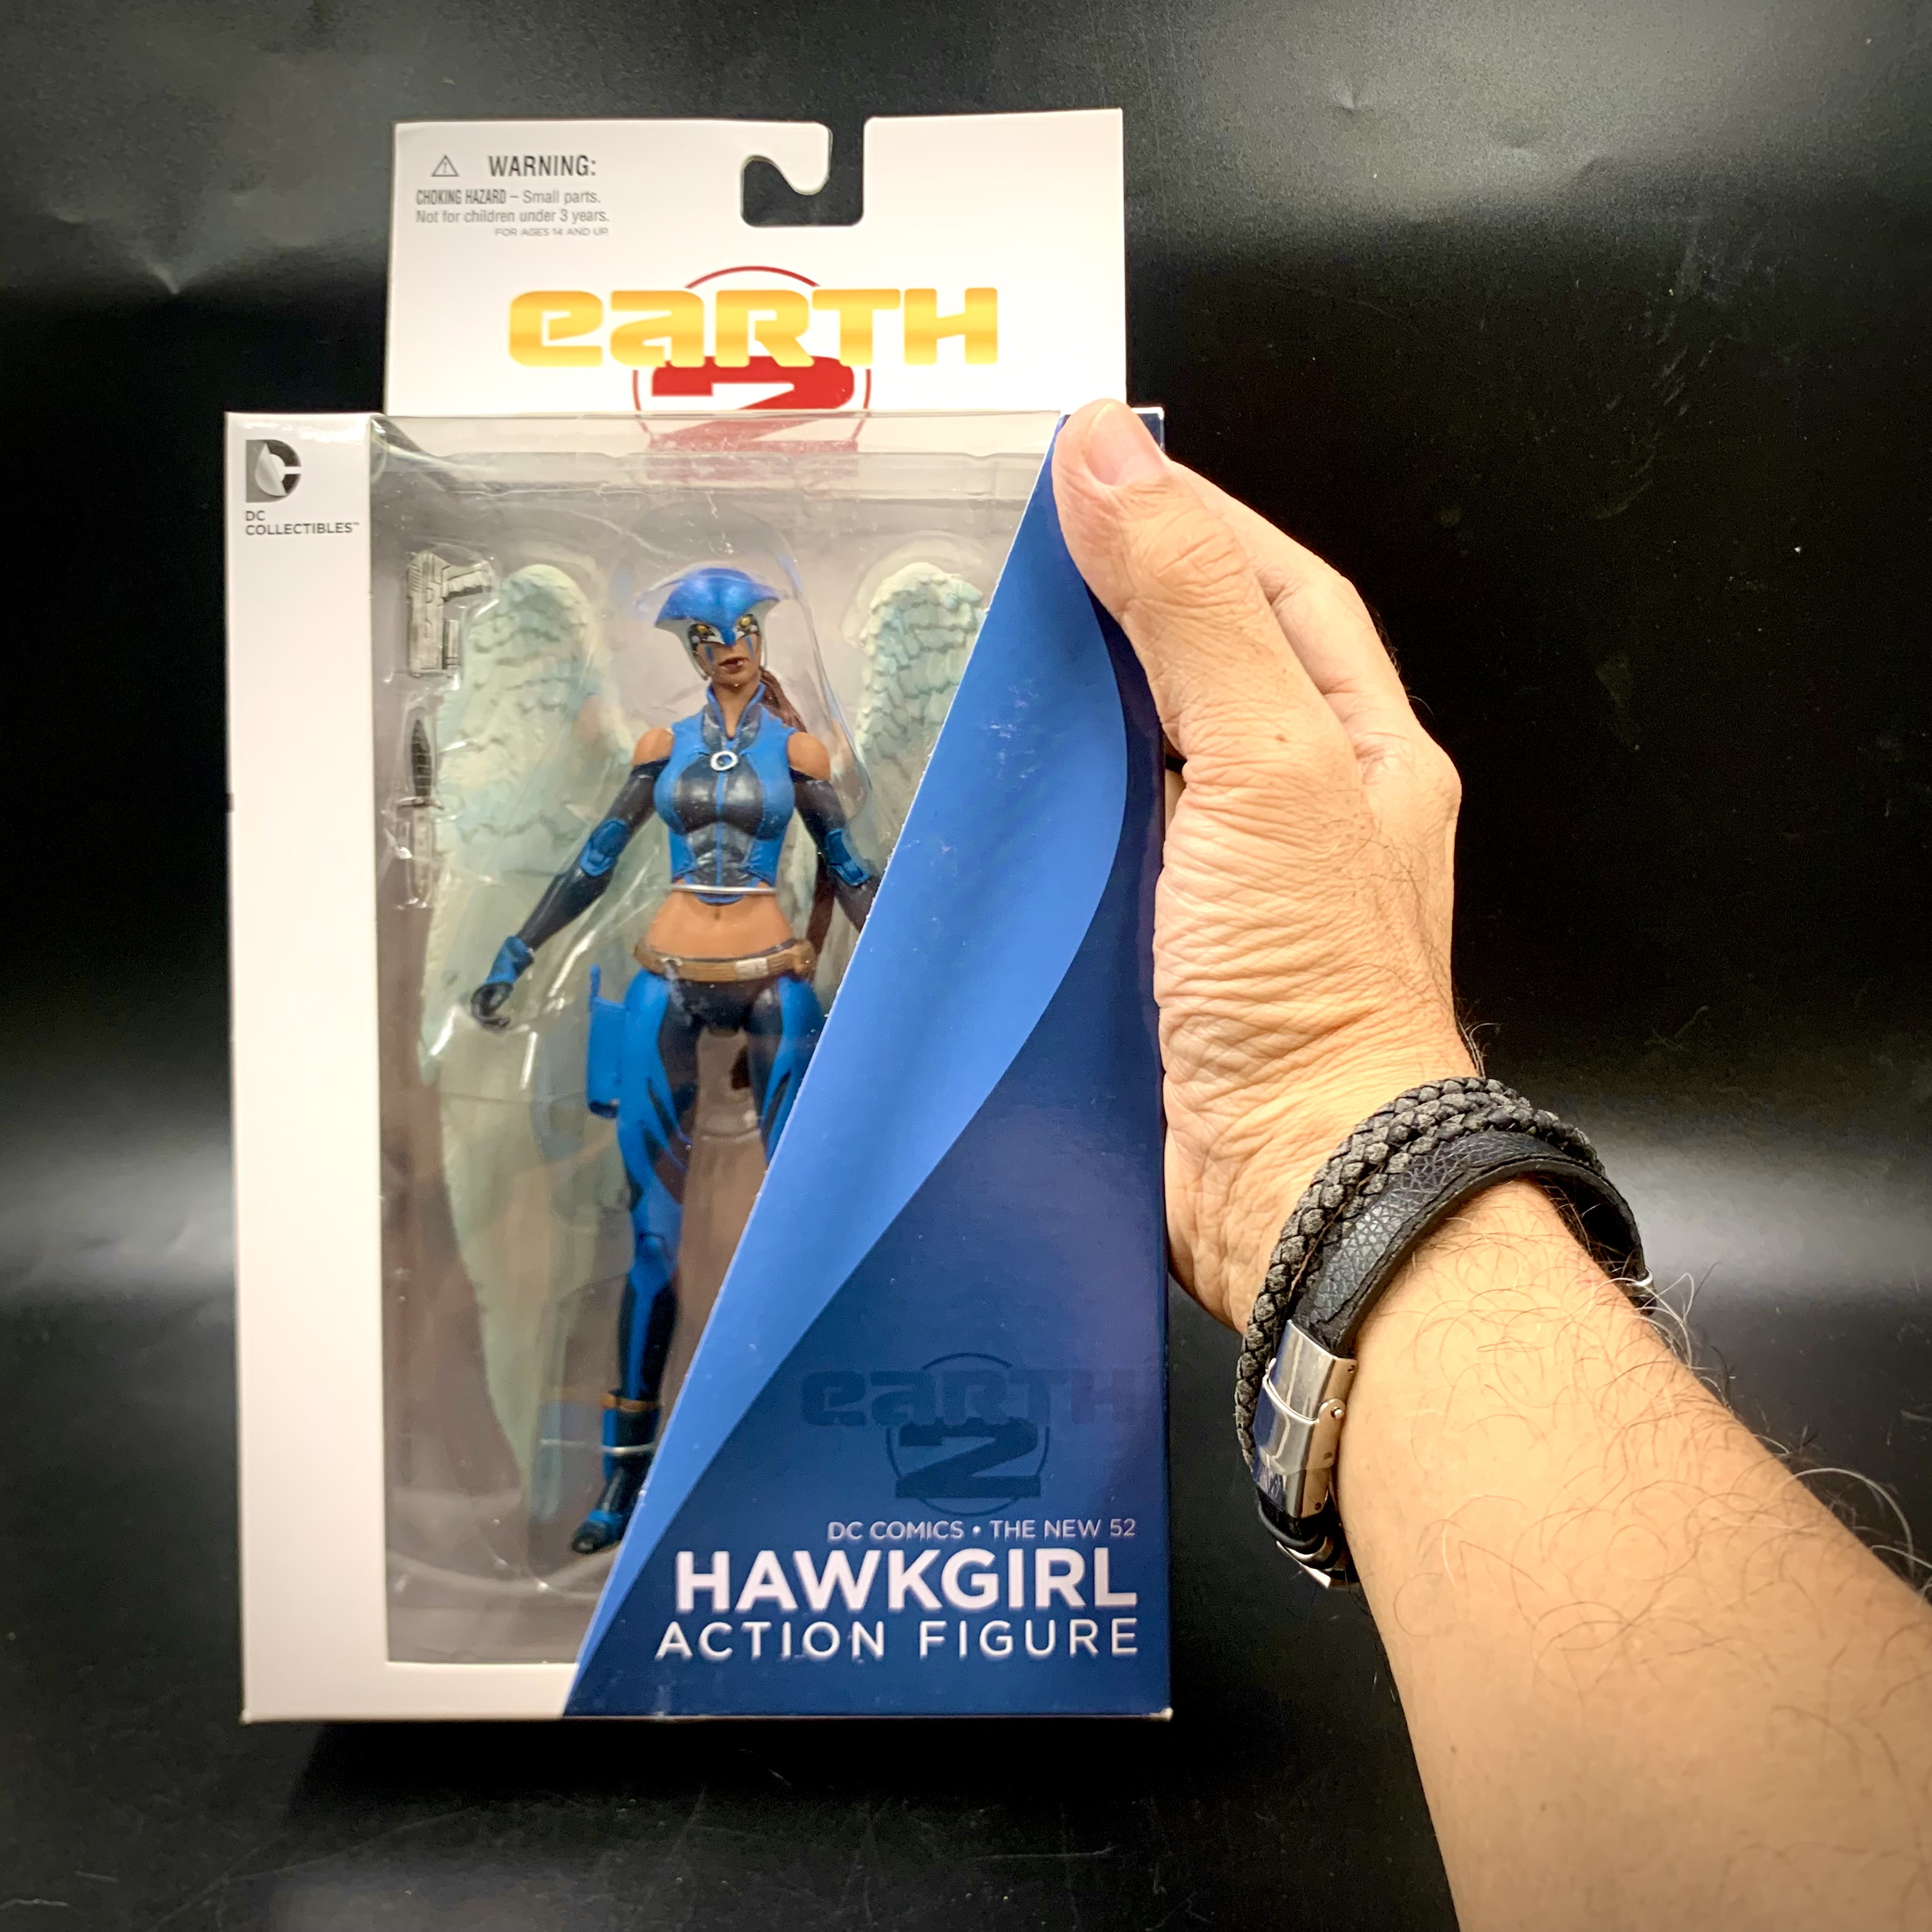 WARNING:
CHOKING HAZARD – Small parts.
Not for children under 3 years.
FOR AGES 14 AND UP.
eaRTH
2
DC
DC
COLLECTIBLES™
eaRTH
2
DC COMICS • THE NEW 52
HAWKGIRL
ACTION FIGURE